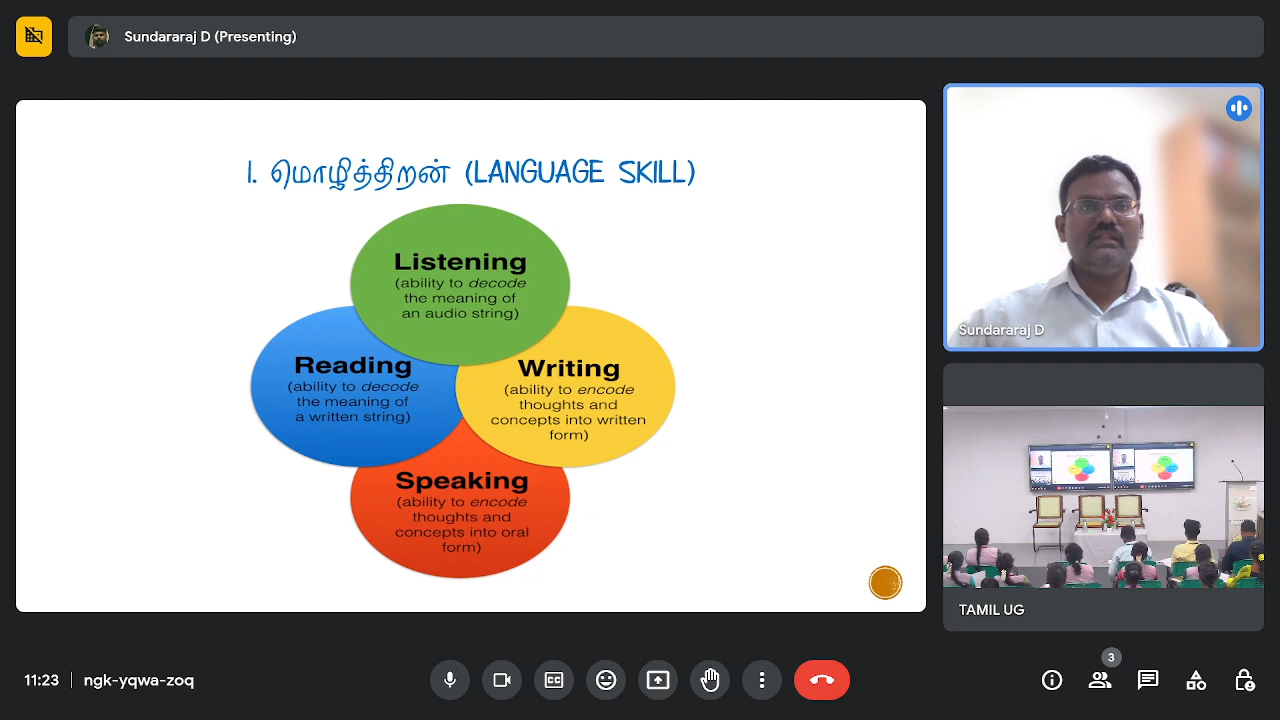 Sundararaj D (Presenting)
1. மொழித்திறன் (LANGUAGE SKILL)
Listening
(ability to decode
the meaning of
an audio string)
Reading
(ability to decode
the meaning of
a written string)
Writing
(ability to encode
thoughts and
concepts into written
form)
Speaking
(ability to encode
thoughts and
concepts into oral
form)
Sundararaj D
TAMIL UG
11:23 | ngk-yqwa-zoq
3